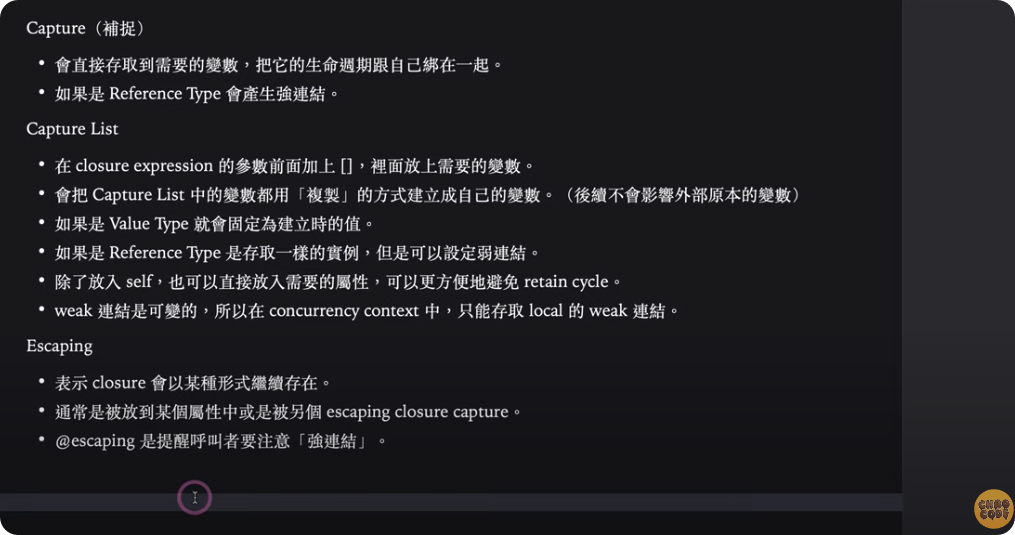 Capture（補捉）
• 會直接存取到需要的變數，把它的生命週期跟自己綁在一起。
• 如果是 Reference Type 會產生強連結。
Capture List
• 在 closure expression 的參數前面加上 []，裡面放上需要的變數。
• 會把 Capture List 中的變數都用「複製」的方式建立成自己的變數。（後續不會影響外部原本的變數）
• 如果是 Value Type 就會固定為建立時的值。
• 如果是 Reference Type 是存取一樣的實例，但是可以設定弱連結。
• 除了放入 self，也可以直接放入需要的屬性，可以更方便地避免 retain cycle。
• weak 連結是可變的，所以在 concurrency context 中，只能存取 local 的 weak 連結。
Escaping
• 表示 closure 會以某種形式繼續存在。
• 通常是被放到某個屬性中或是被另個 escaping closure capture。
• @escaping 是提醒呼叫者要注意「強連結」。
CHAO
CODE